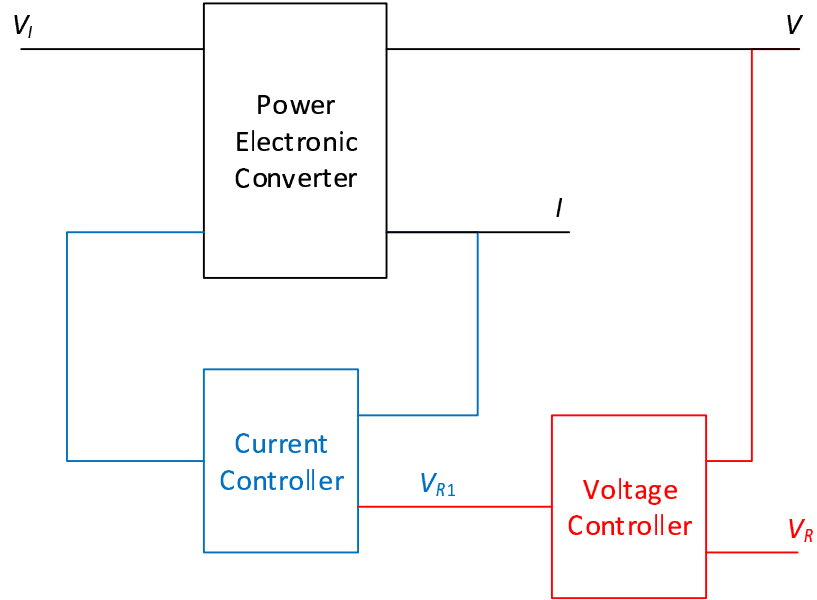 V_I
V
Power
Electronic
Converter
I
Current
Controller
V_R1
Voltage
Controller
V_R